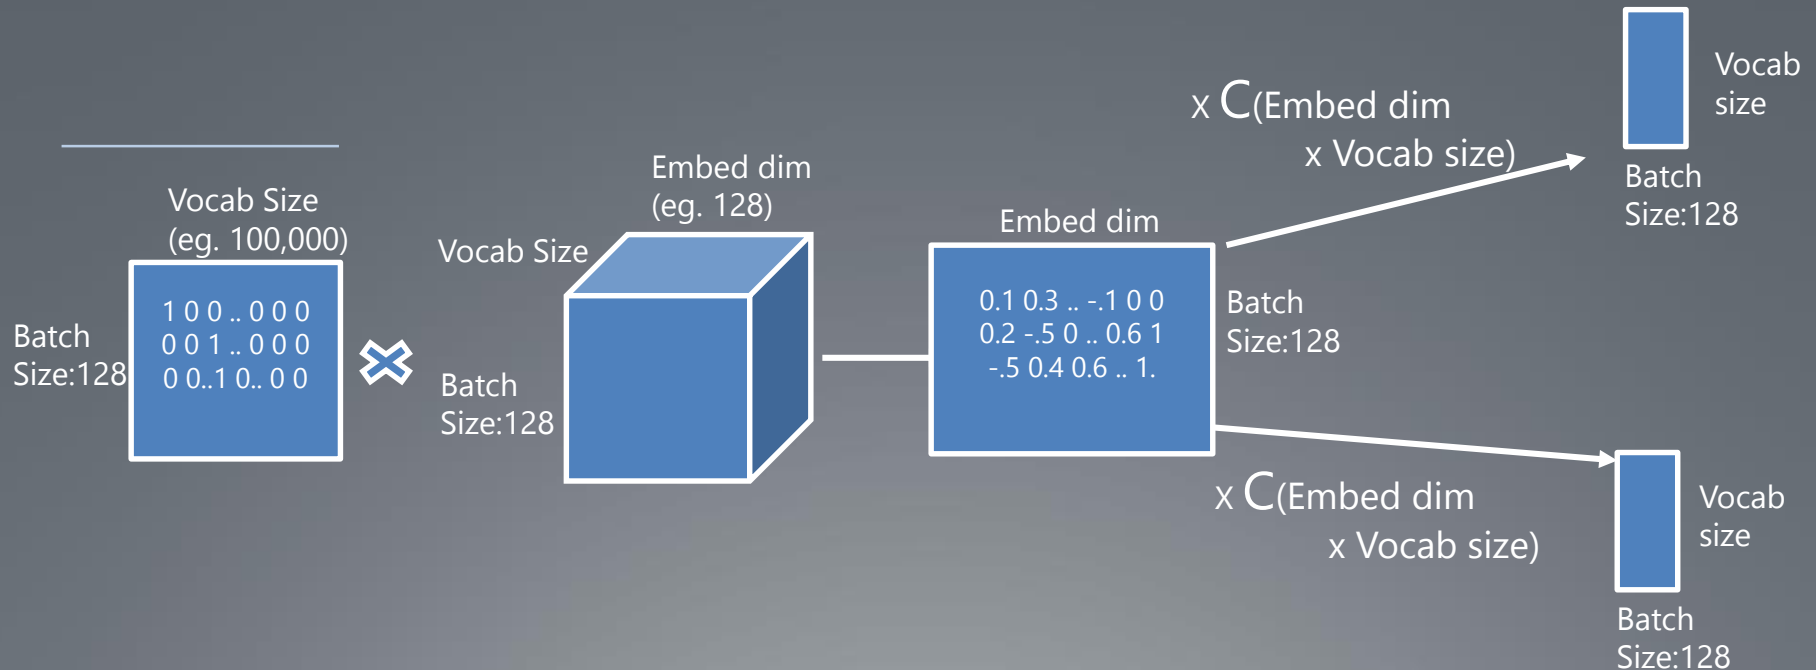 Vocab Size
(eg. 100,000)
Batch
Size:128
1 0 0 .. 0 0 0
0 0 1 .. 0 0 0
0 0..1 0.. 0 0
Embed dim
(eg. 128)
Vocab Size
Batch
Size:128
Embed dim
0.1 0.3 .. -.1 0 0
0.2 -.5 0 .. 0.6 1
-.5 0.4 0.6 .. 1.
Batch
Size:128
x C(Embed dim
x Vocab size)
Vocab
size
Batch
Size:128
x C(Embed dim
x Vocab size)
Vocab
size
Batch
Size:128